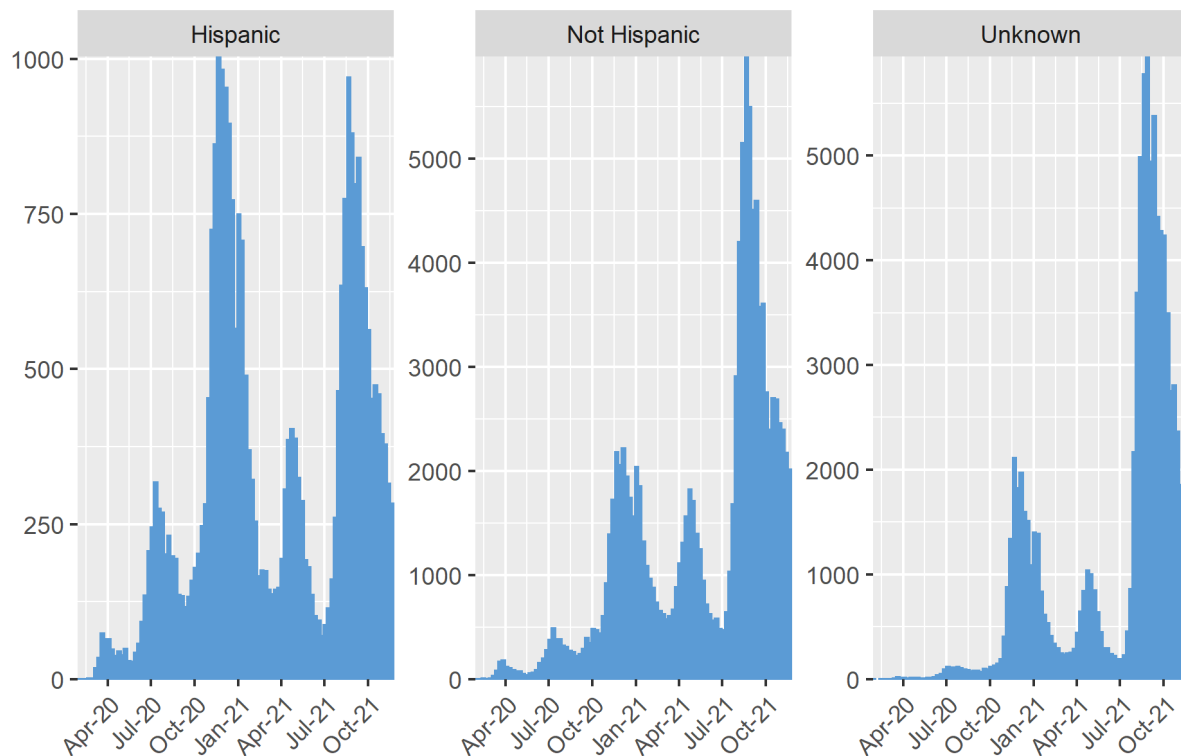 Hispanic
1000
750
500
250
0
Apr-20
Jul-20
Oct-20
Jan-21
Apr-21
Jul-21
Oct-21
Not Hispanic
5000
4000
3000
2000
1000
0
Apr-20
Jul-20
Oct-20
Jan-21
Apr-21
Jul-21
Oct-21
Unknown
5000
4000
3000
2000
1000
0
Apr-20
Jul-20
Oct-20
Jan-21
Apr-21
Jul-21
Oct-21